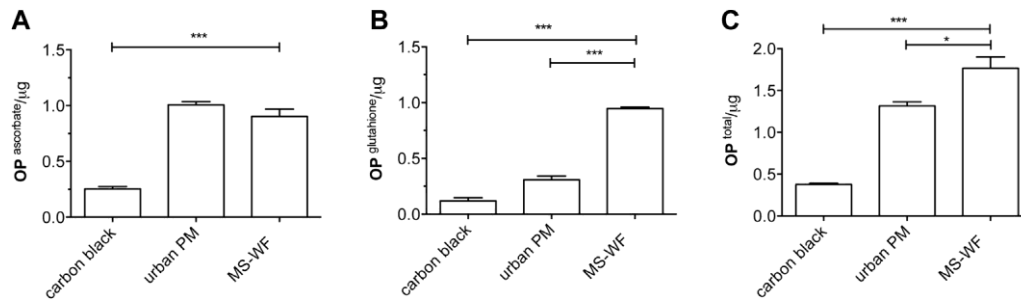 A
***
OP ascorbate/µg
1.5
1.0
0.5
0.0
carbon black
urban PM
MS-WF
B
***
***
OP glutathione/µg
1.5
1.0
0.5
0.0
carbon black
urban PM
MS-WF
C
***
*
OP total/µg
2.0
1.5
1.0
0.5
0.0
carbon black
urban PM
MS-WF